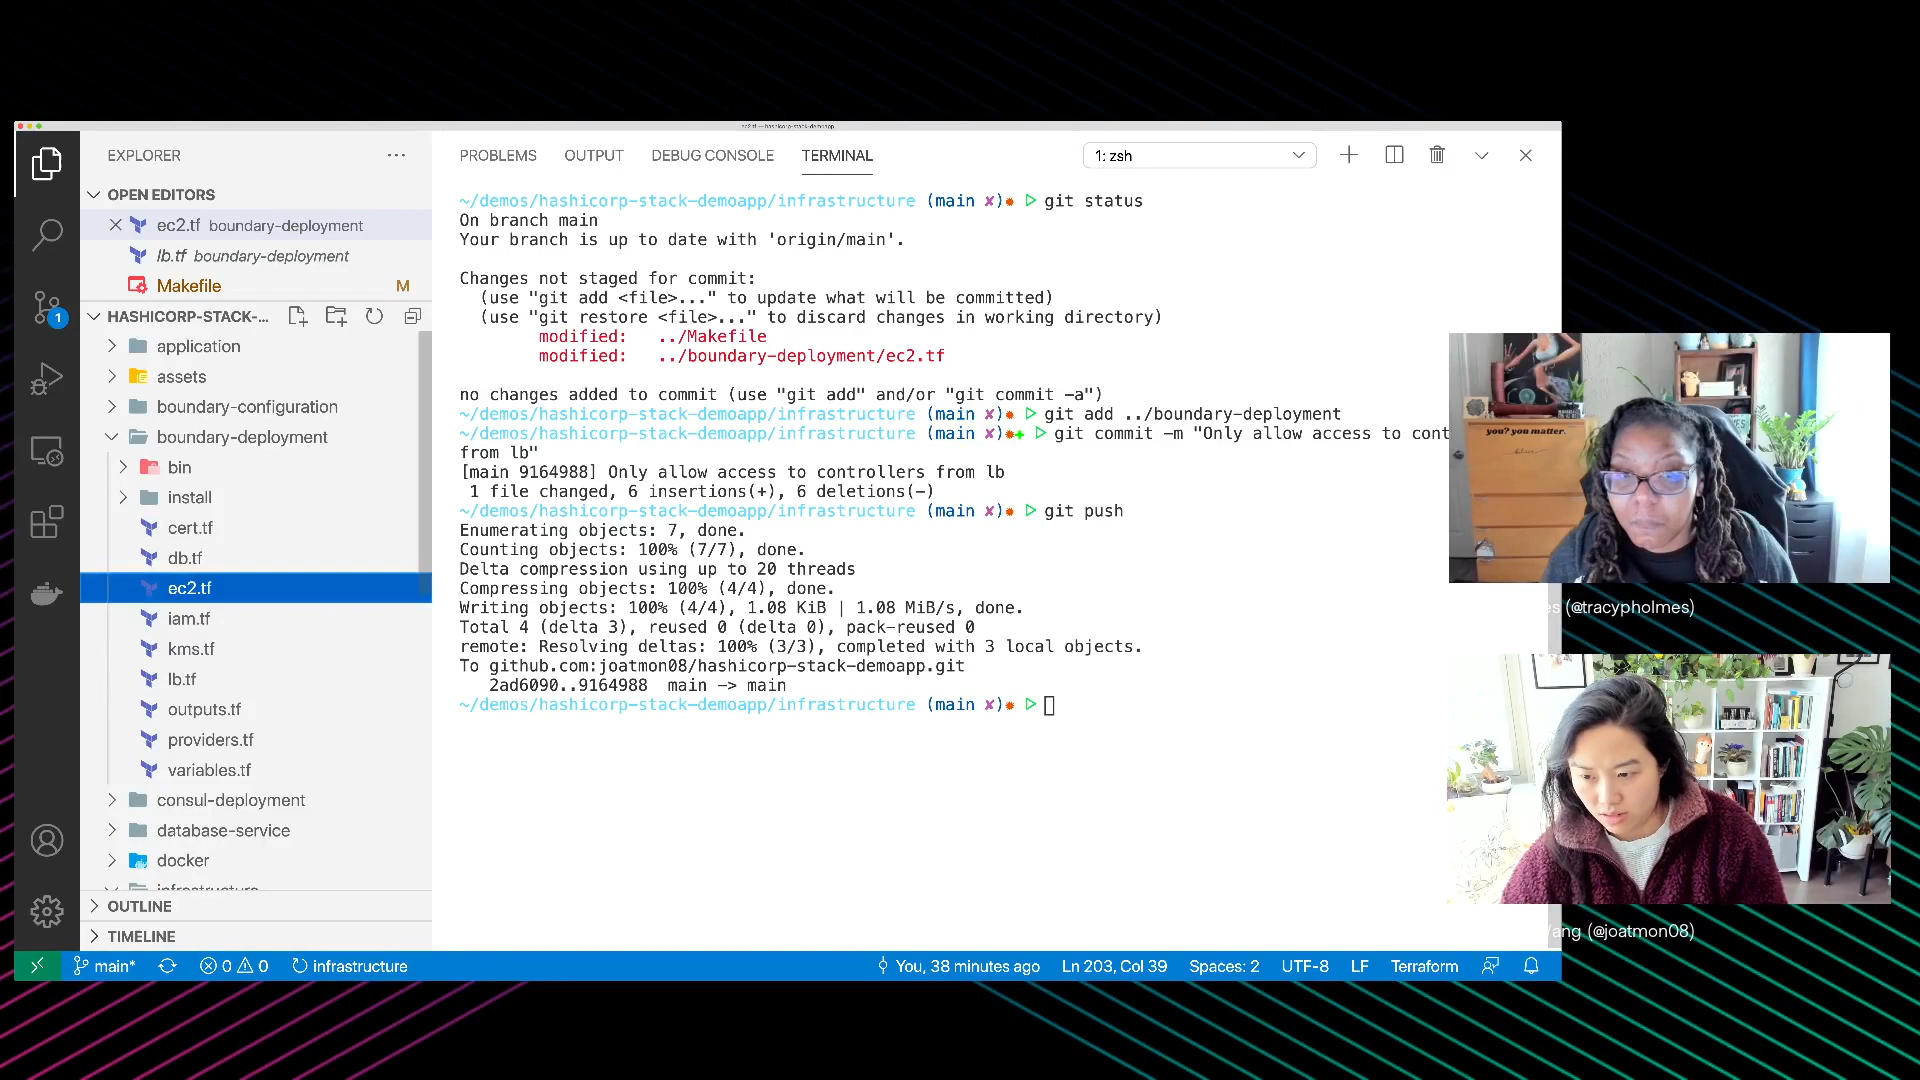 ec2.tf — hashicorp-stack-demoapp
EXPLORER
OPEN EDITORS
ec2.tf boundary-deployment
lb.tf boundary-deployment
Makefile M
HASHICORP-STACK-...
application
assets
boundary-configuration
boundary-deployment
bin
install
cert.tf
db.tf
ec2.tf
iam.tf
kms.tf
lb.tf
outputs.tf
providers.tf
variables.tf
consul-deployment
database-service
docker
infrastructure
OUTLINE
TIMELINE
1
PROBLEMS OUTPUT DEBUG CONSOLE TERMINAL 1: zsh
~/demos/hashicorp-stack-demoapp/infrastructure (main ✘)✹ ▷ git status
On branch main
Your branch is up to date with 'origin/main'.
Changes not staged for commit:
(use "git add <file>..." to update what will be committed)
(use "git restore <file>..." to discard changes in working directory)
modified: ../Makefile
modified: ../boundary-deployment/ec2.tf
no changes added to commit (use "git add" and/or "git commit -a")
~/demos/hashicorp-stack-demoapp/infrastructure (main ✘)✹ ▷ git add ../boundary-deployment
~/demos/hashicorp-stack-demoapp/infrastructure (main ✘)✹✚ ▷ git commit -m "Only allow access to cont
from lb"
[main 9164988] Only allow access to controllers from lb
1 file changed, 6 insertions(+), 6 deletions(-)
~/demos/hashicorp-stack-demoapp/infrastructure (main ✘)✹ ▷ git push
Enumerating objects: 7, done.
Counting objects: 100% (7/7), done.
Delta compression using up to 20 threads
Compressing objects: 100% (4/4), done.
Writing objects: 100% (4/4), 1.08 KiB | 1.08 MiB/s, done.
Total 4 (delta 3), reused 0 (delta 0), pack-reused 0
remote: Resolving deltas: 100% (3/3), completed with 3 local objects.
To github.com:joatmon08/hashicorp-stack-demoapp.git
2ad6090..9164988 main -> main
~/demos/hashicorp-stack-demoapp/infrastructure (main ✘)✹ ▷
you? you matter.
es (@tracypholmes)
ang (@joatmon08)
main* 0 0 infrastructure You, 38 minutes ago Ln 203, Col 39 Spaces: 2 UTF-8 LF Terraform